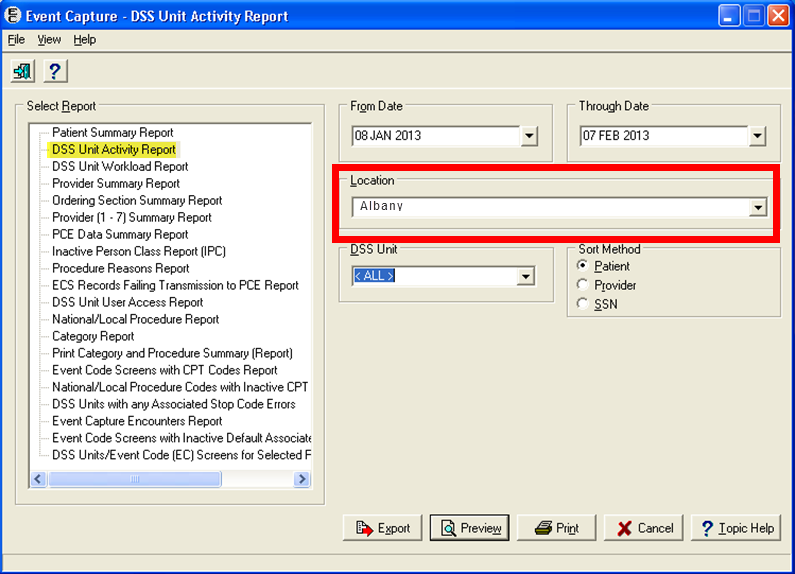 Event Capture - DSS Unit Activity Report
File View Help
Select Report
Patient Summary Report
DSS Unit Activity Report
DSS Unit Workload Report
Provider Summary Report
Ordering Section Summary Report
Provider (1 - 7) Summary Report
PCE Data Summary Report
Inactive Person Class Report (IPC)
Procedure Reasons Report
ECS Records Failing Transmission to PCE Report
DSS Unit User Access Report
National/Local Procedure Report
Category Report
Print Category and Procedure Summary (Report)
Event Code Screens with CPT Codes Report
National/Local Procedure Codes with Inactive CPT
DSS Units with any Associated Stop Code Errors
Event Capture Encounters Report
Event Code Screens with Inactive Default Associate
DSS Units/Event Code (EC) Screens for Selected F
From Date
08 JAN 2013
Through Date
07 FEB 2013
Location
Albany
DSS Unit
< ALL >
Sort Method
Patient
Provider
SSN
Export Preview Print Cancel Topic Help